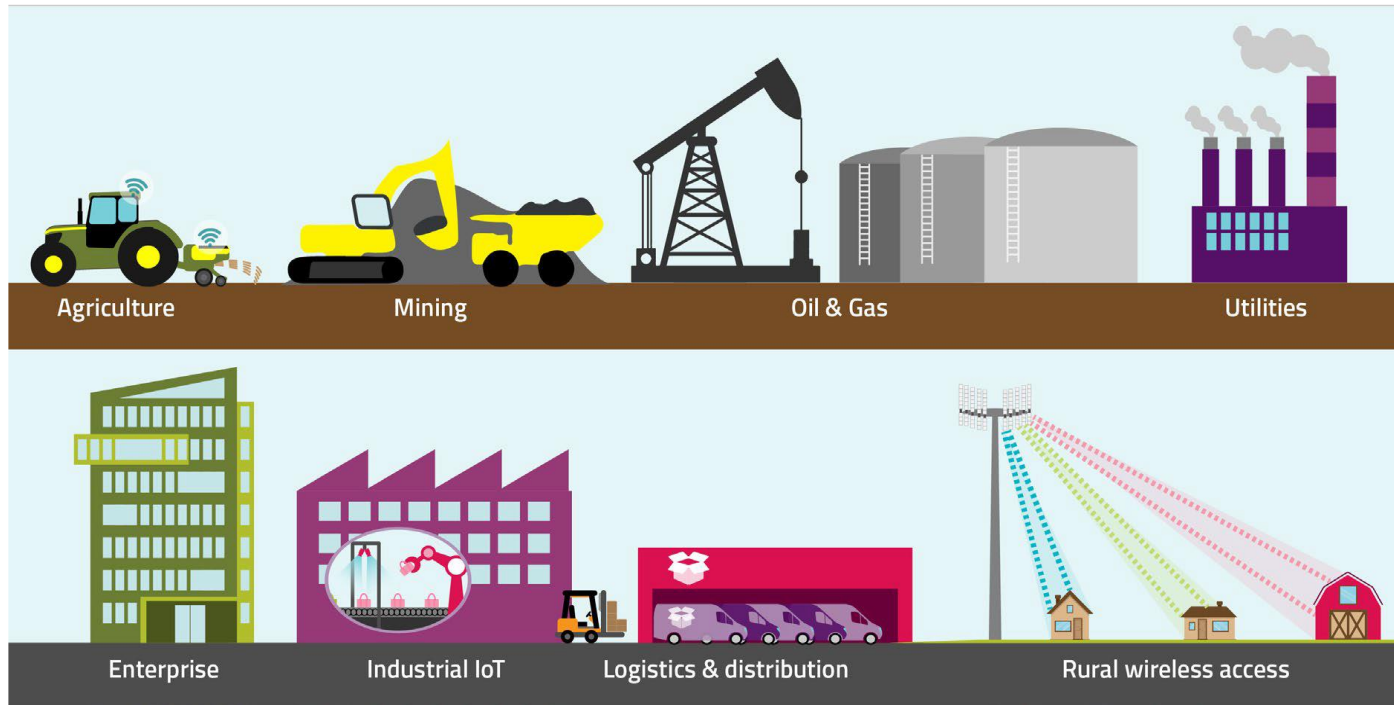 Agriculture
Mining
Oil & Gas
Utilities
Enterprise
Industrial IoT
Logistics & distribution
Rural wireless access